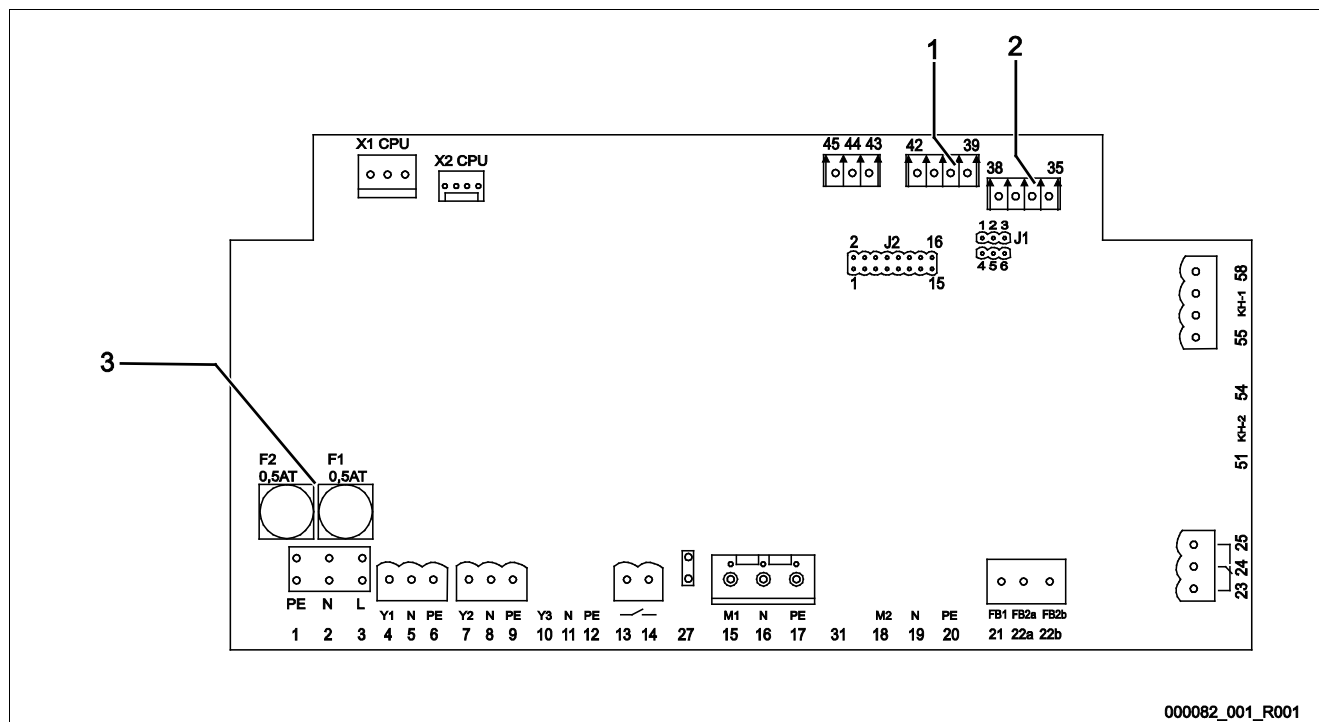 1 2
X1 CPU
X2 CPU
45 44 43
42 39
38 35
1 2 3
J1
4 5 6
2 J2 16
1 15
58
KH-1
55
3
54
KH-2
51
F2 F1
0,5AT 0,5AT
25
24
23
PE N L
Y1 N PE Y2 N PE Y3 N PE M1 N PE M2 N PE FB1 FB2a FB2b
1 2 3 4 5 6 7 8 9 10 11 12 13 14 27 15 16 17 31 18 19 20 21 22a 22b
000082_001_R001